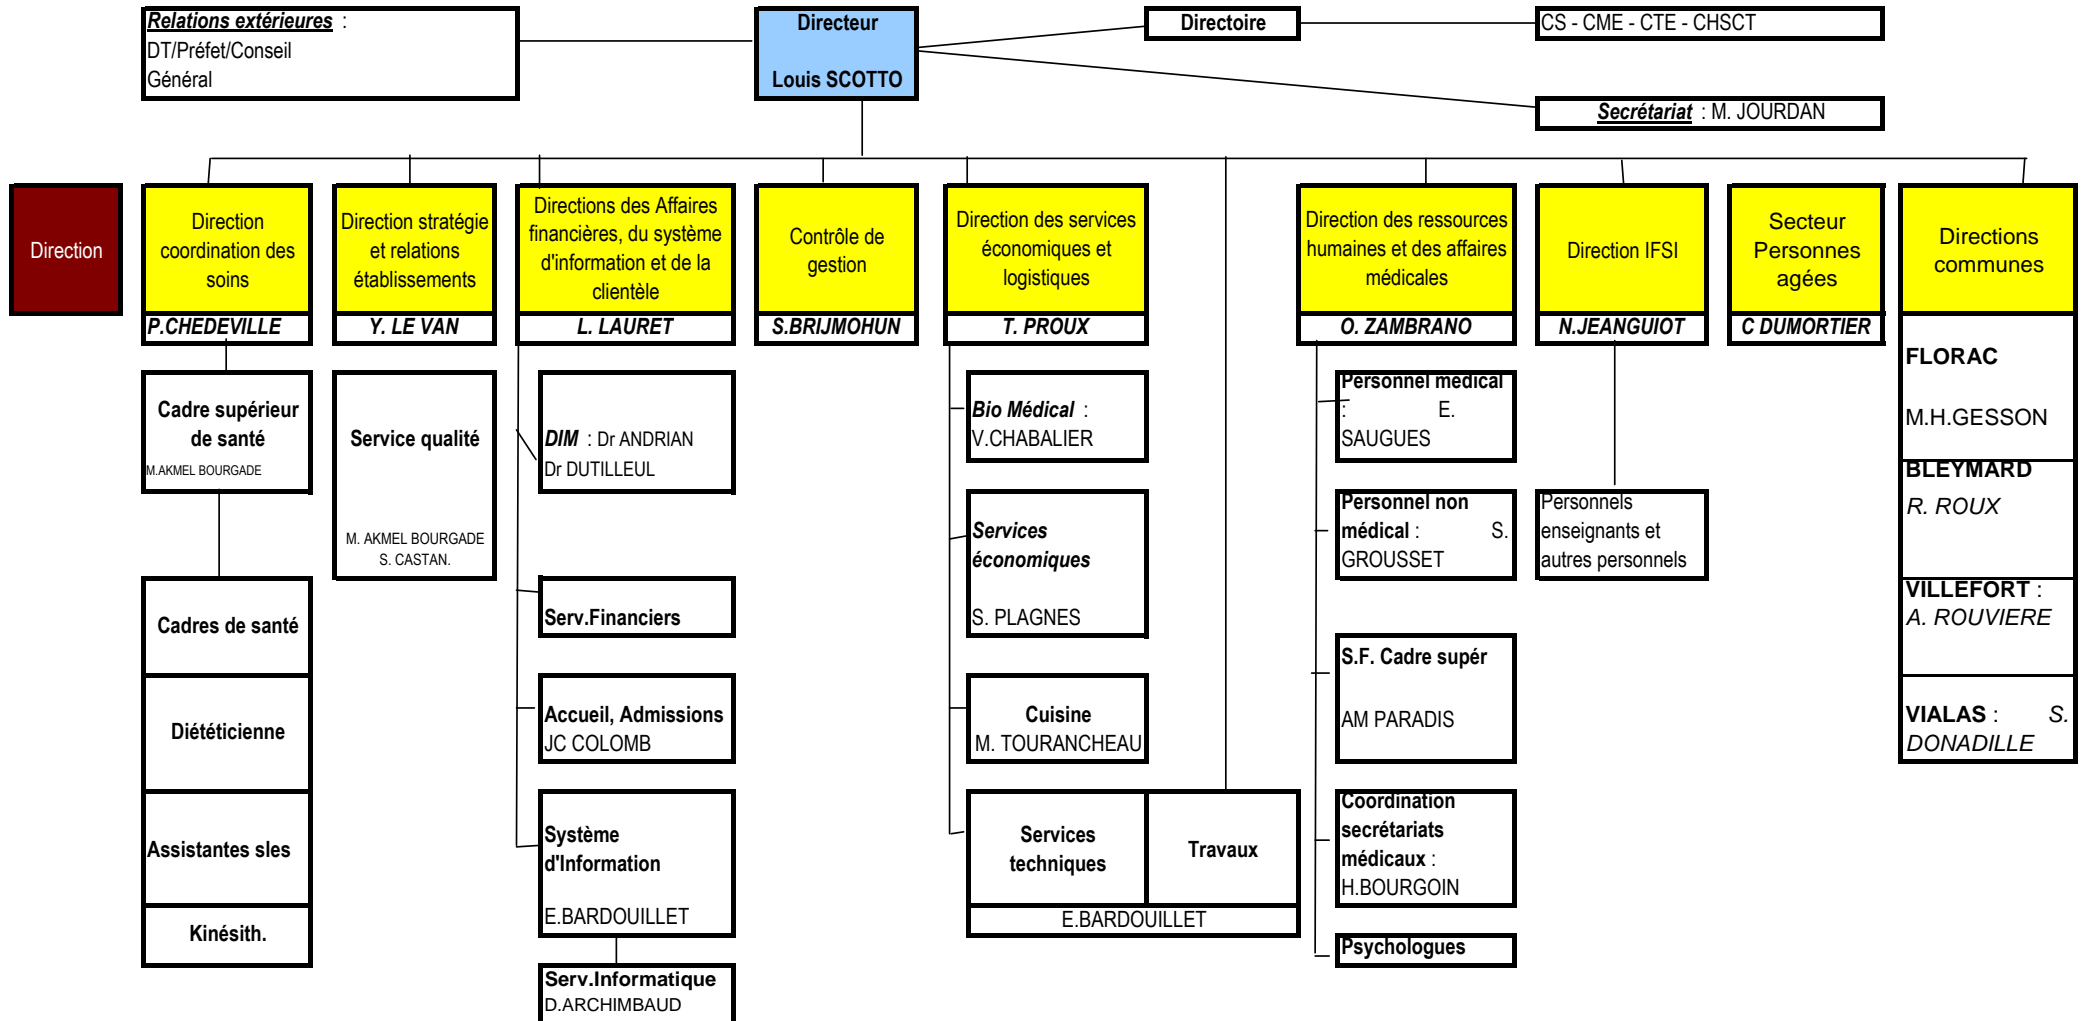 Relations extérieures :
DT/Préfet/Conseil
Général
Directeur
Louis SCOTTO
Directoire
CS - CME - CTE - CHSCT
Secrétariat : M. JOURDAN
Direction
Direction
coordination des
soins
P.CHEDEVILLE
Direction stratégie
et relations
établissements
Y. LE VAN
Directions des Affaires
financières, du système
d'information et de la
clientèle
L. LAURET
Contrôle de
gestion
S.BRIJMOHUN
Direction des services
économiques et
logistiques
T. PROUX
Direction des ressources
humaines et des affaires
médicales
O. ZAMBRANO
Direction IFSI
N.JEANGUIOT
Secteur
Personnes
agées
C DUMORTIER
Directions
communes
Cadre supérieur
de santé
M.AKMEL BOURGADE
Cadres de santé
Diététicienne
Assistantes sles
Kinésith.
Service qualité
M. AKMEL BOURGADE
S. CASTAN.
DIM : Dr ANDRIAN
Dr DUTILLEUL
Serv.Financiers
Accueil, Admissions
JC COLOMB
Système
d'Information
E.BARDOUILLET
Serv.Informatique
D.ARCHIMBAUD
Bio Médical :
V.CHABALIER
Services
économiques
S. PLAGNES
Cuisine
M. TOURANCHEAU
Services
techniques
Travaux
E.BARDOUILLET
Personnel médical
: E.
SAUGUES
Personnel non
médical : S.
GROUSSET
S.F. Cadre supér
AM PARADIS
Coordination
secrétariats
médicaux :
H.BOURGOIN
Psychologues
Personnels
enseignants et
autres personnels
FLORAC
M.H.GESSON
BLEYMARD
R. ROUX
VILLEFORT :
A. ROUVIERE
VIALAS : S.
DONADILLE